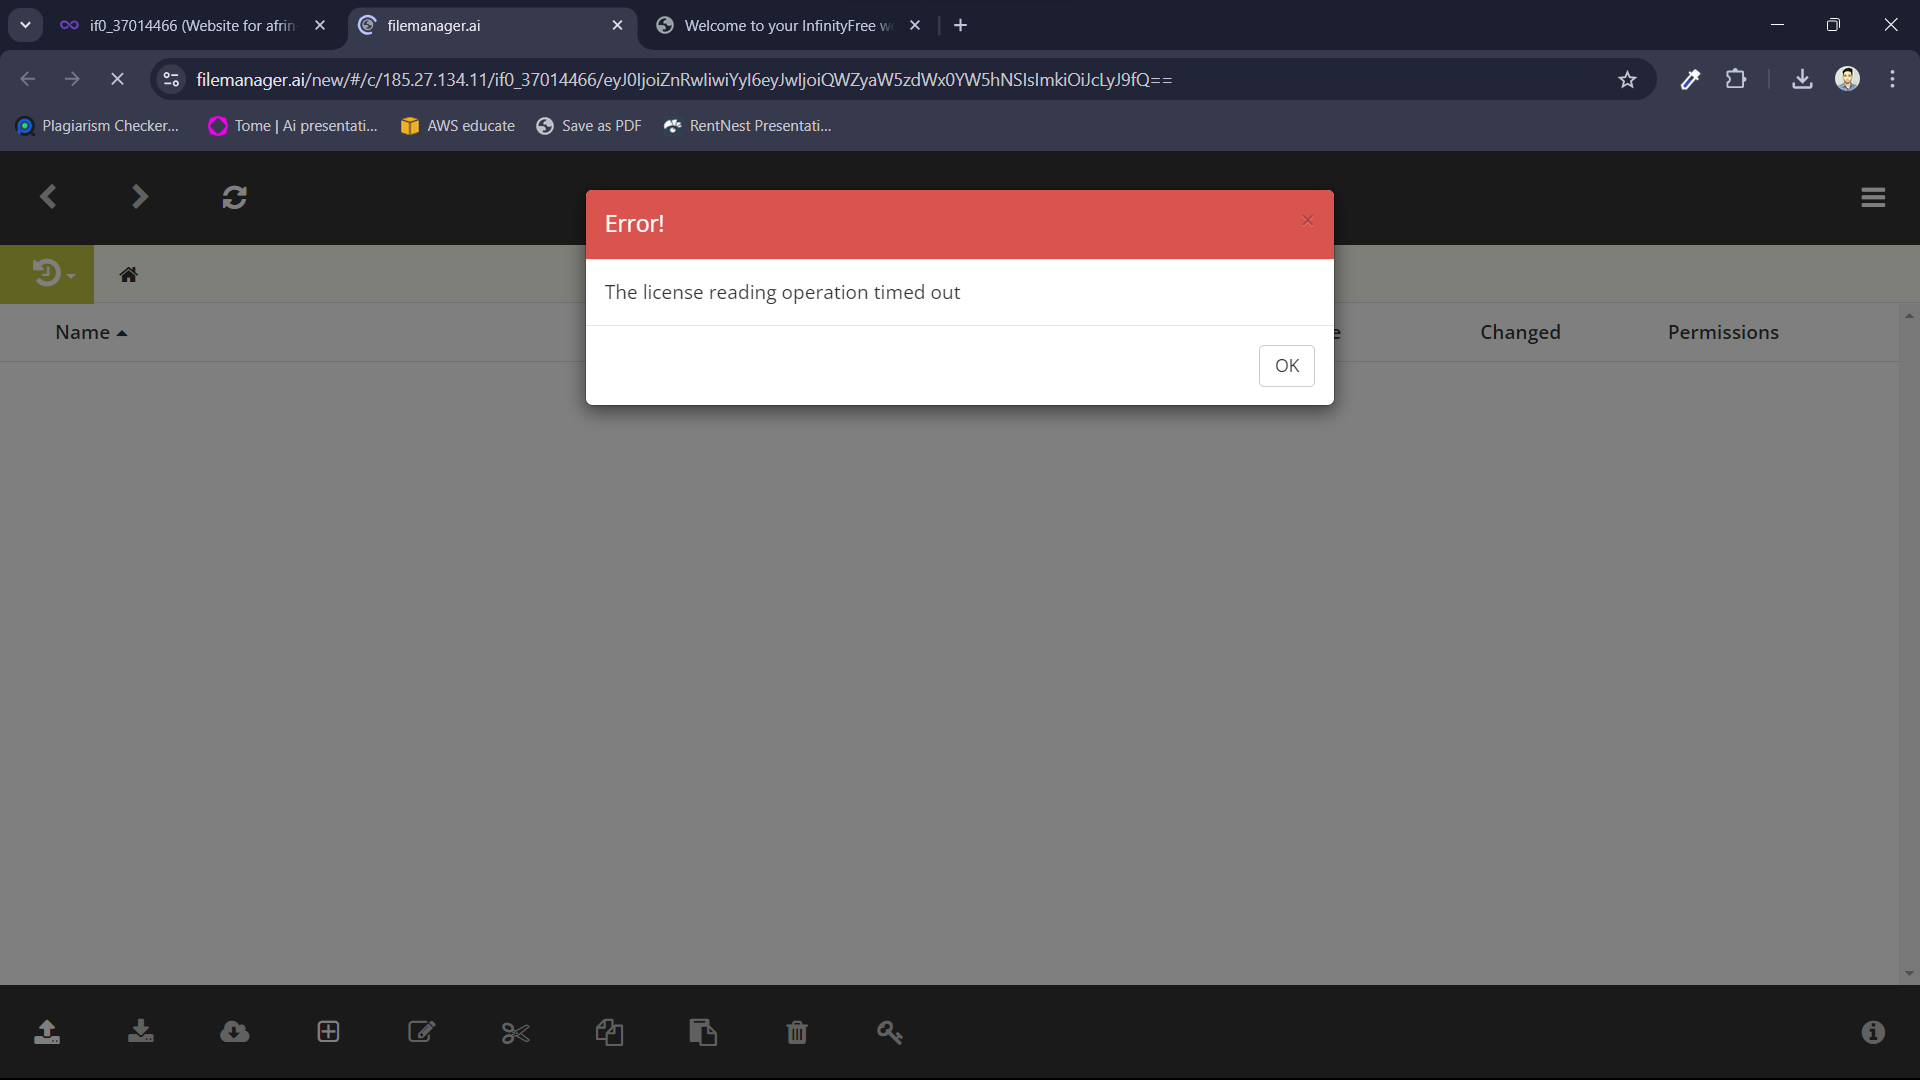 if0_37014466 (Website for afrin
filemanager.ai
Welcome to your InfinityFree w
filemanager.ai/new/#/c/185.27.134.11/if0_37014466/eyJ0IjoiZnRwIiwiYyI6eyJwIjoiQWZyaW5zdWx0YW5hNSIsImkiOiJcLyJ9fQ==
Plagiarism Checker...
Tome | Ai presentati...
AWS educate
Save as PDF
RentNest Presentati...
Error!
×
The license reading operation timed out
OK
Name
e
Changed
Permissions